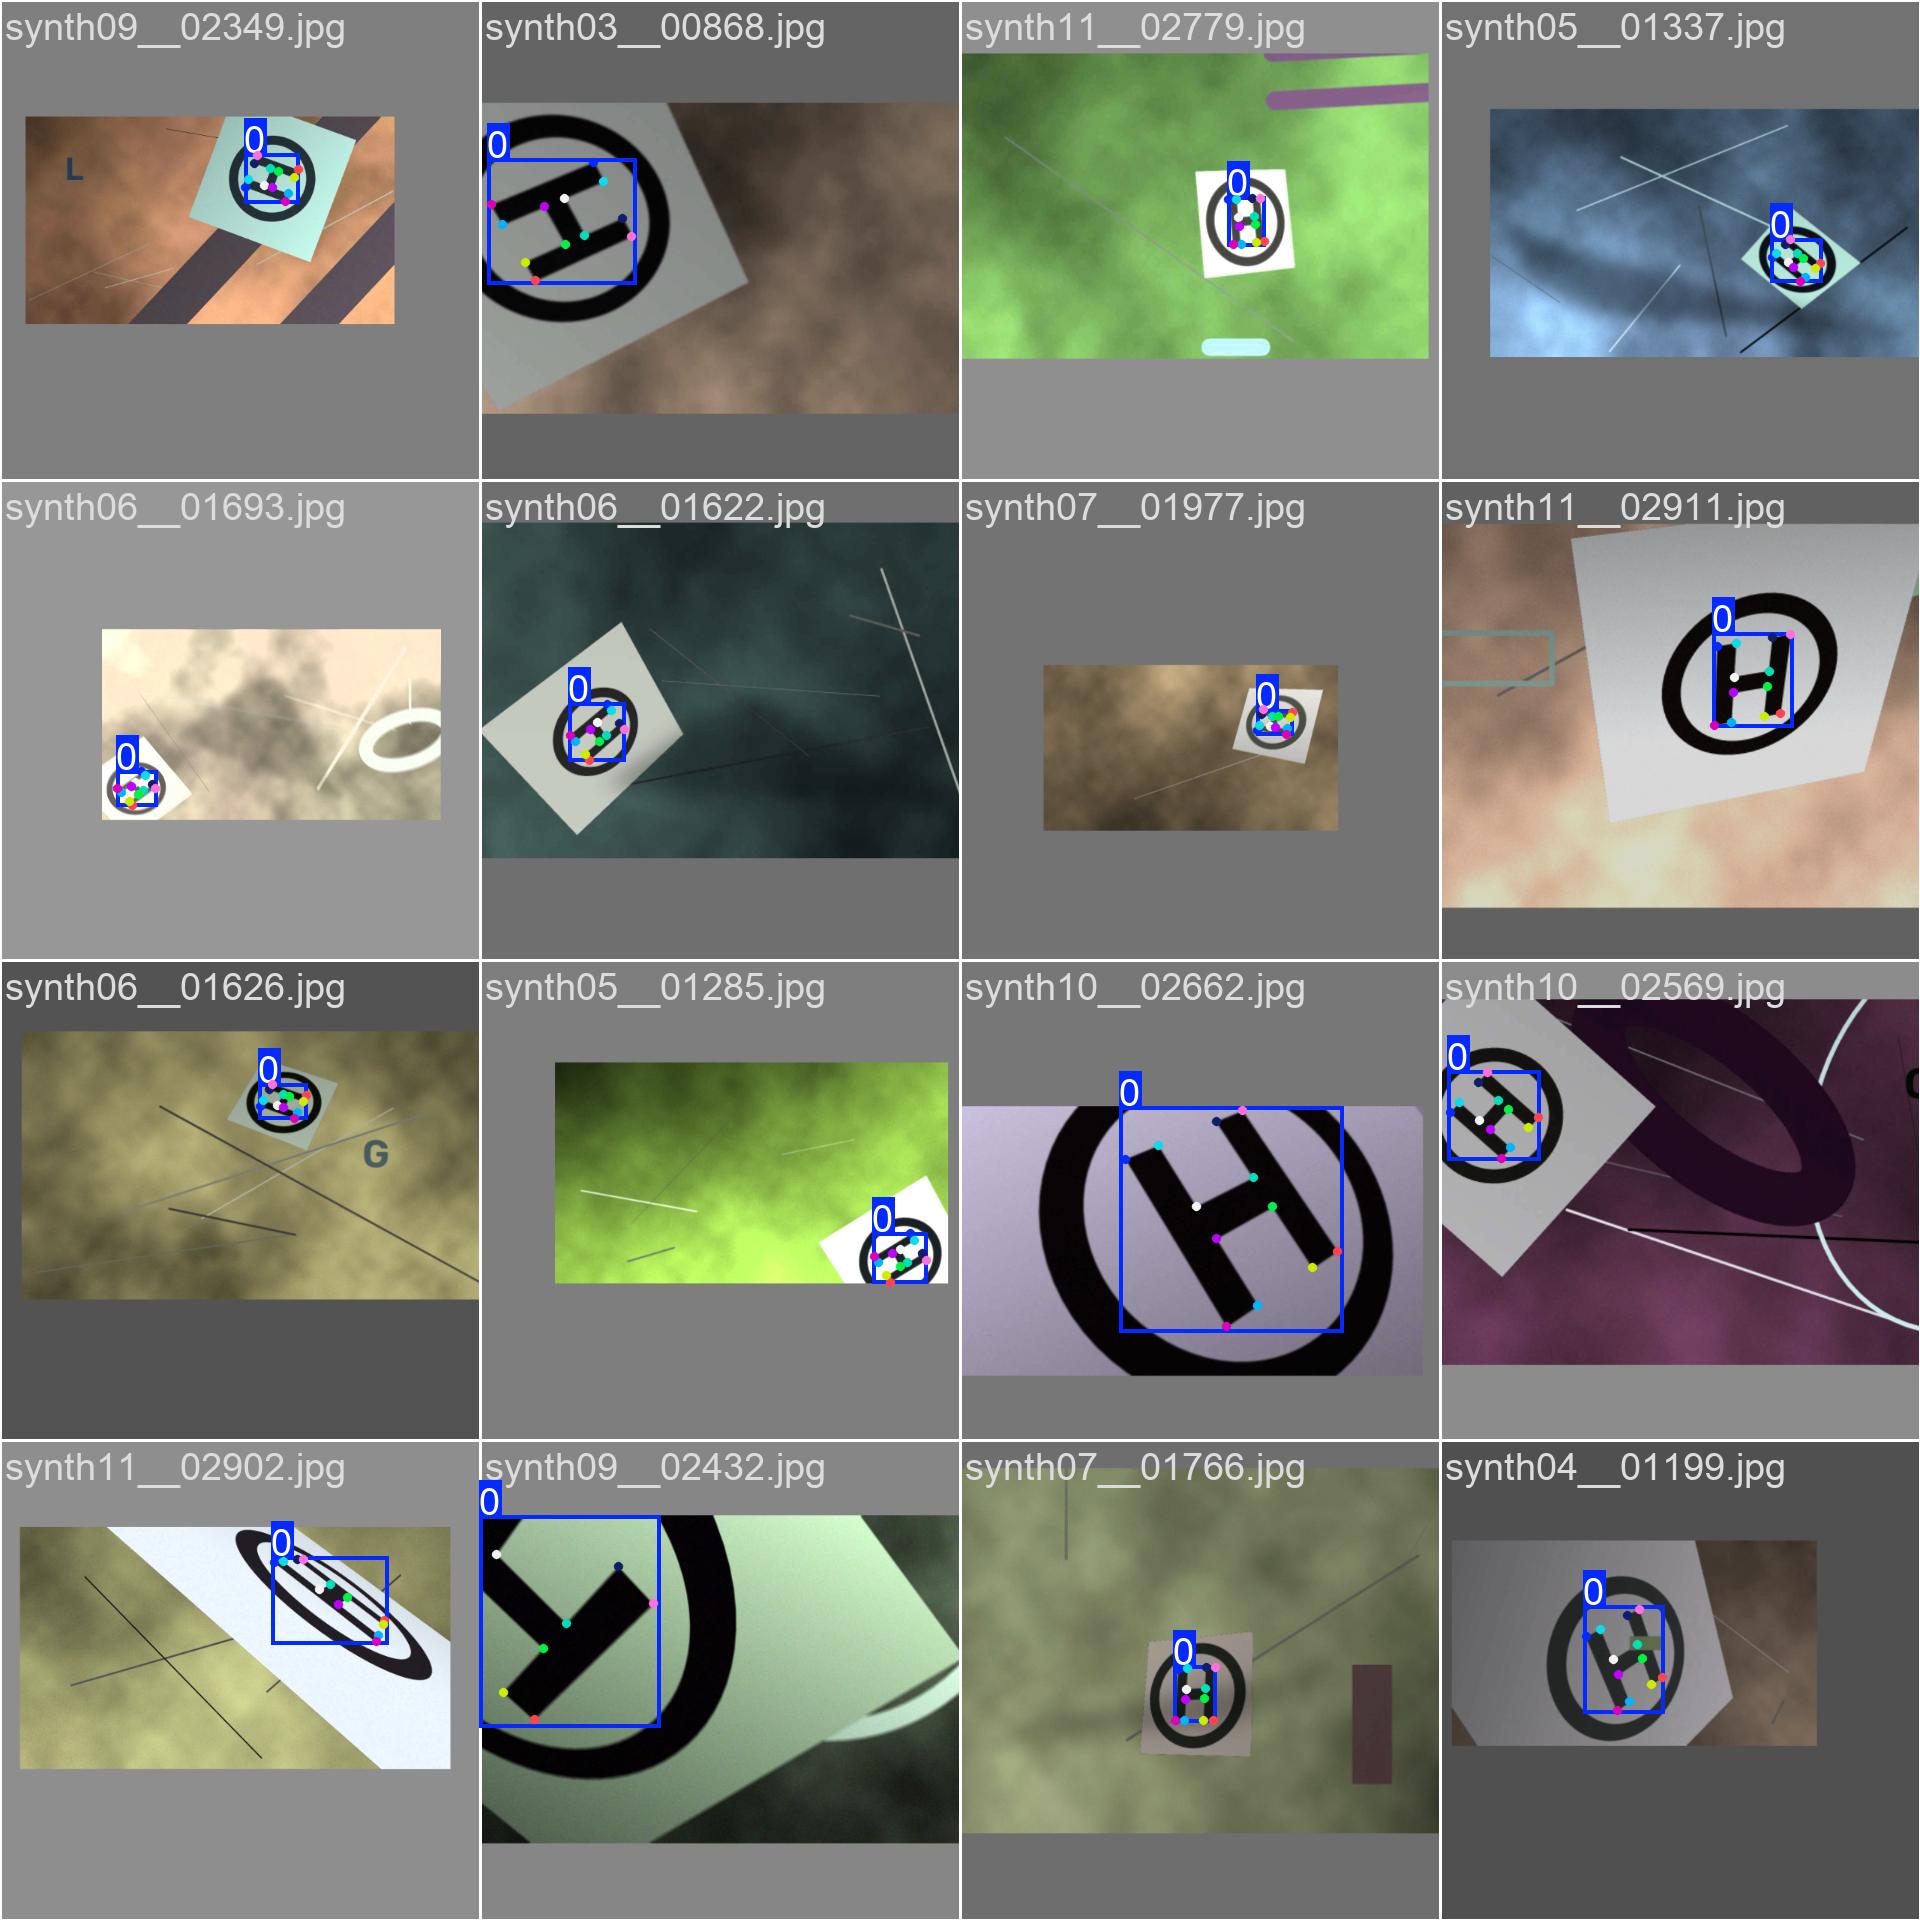 synth09__02349.jpg synth03__00868.jpg synth11__02779.jpg synth05__01337.jpg
0 0 0 0
L
H
synth06__01693.jpg synth06__01622.jpg synth07__01977.jpg synth11__02911.jpg
0 0 0 0
H
synth06__01626.jpg synth05__01285.jpg synth10__02662.jpg synth10__02569.jpg
0 0 0 0
G
H H
synth11__02902.jpg synth09__02432.jpg synth07__01766.jpg synth04__01199.jpg
0 0 0 0
H H